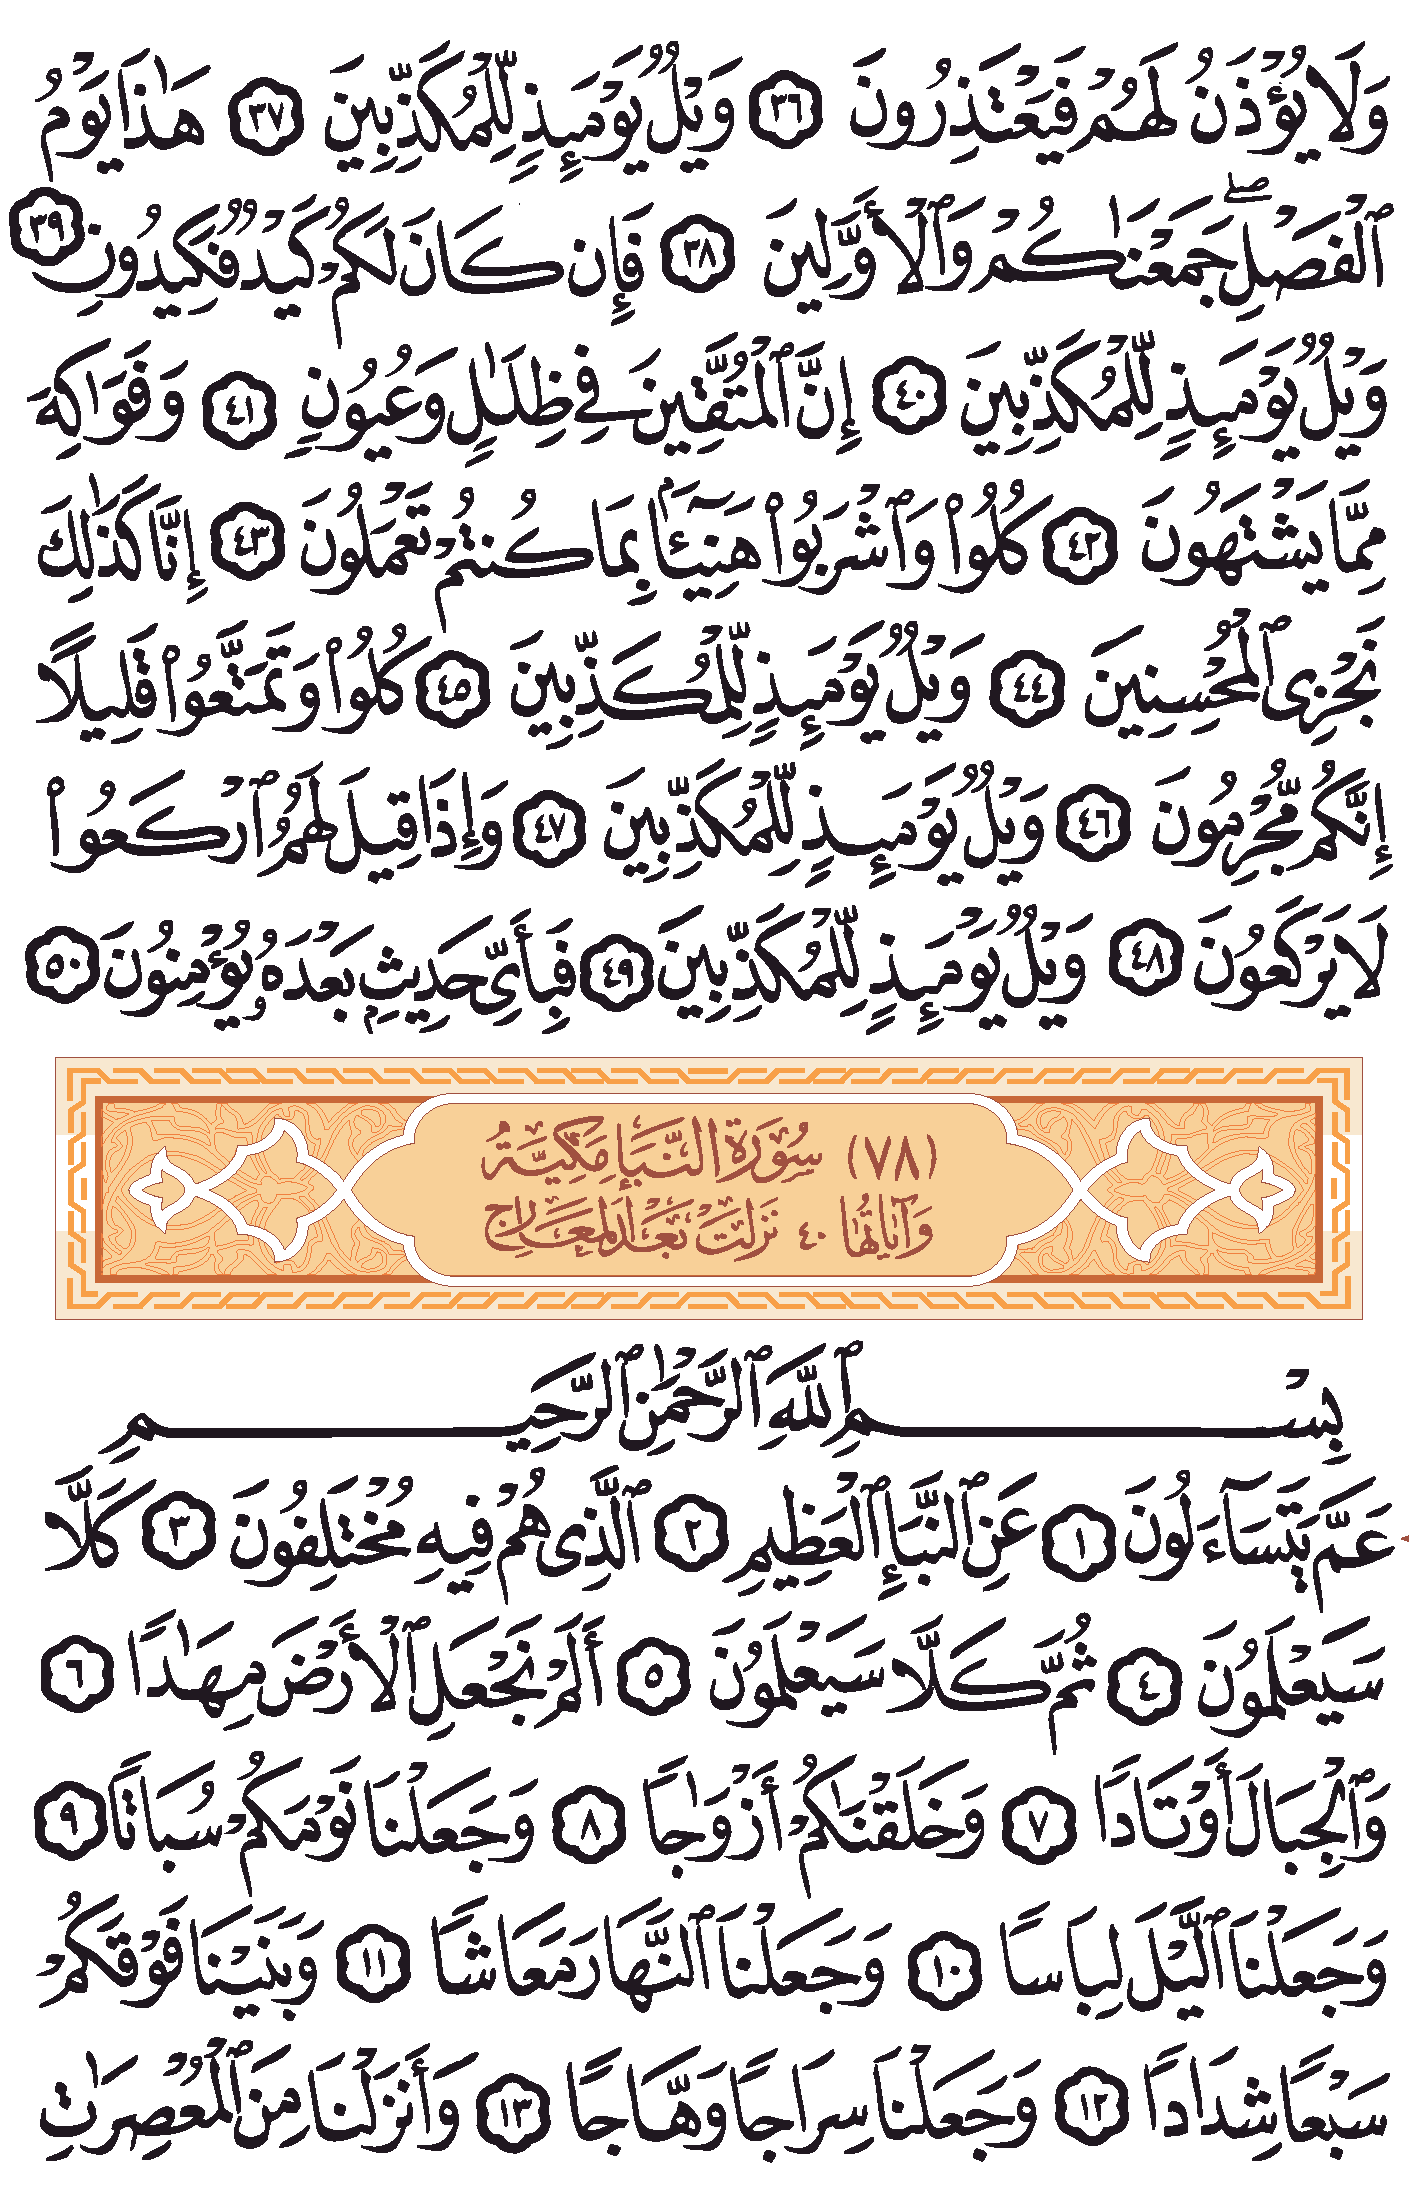 وَلَا يُؤْذَنُ لَهُمْ فَيَعْتَذِرُونَ ٣٦ وَيْلٌ يَوْمَئِذٍ لِّلْمُكَذِّبِينَ ٣٧ هَـٰذَا يَوْمُ
ٱلْفَصْلِ ۖ جَمَعْنَـٰكُمْ وَٱلْأَوَّلِينَ ٣٨ فَإِن كَانَ لَكُمْ كَيْدٌ فَكِيدُونِ ٣٩
وَيْلٌ يَوْمَئِذٍ لِّلْمُكَذِّبِينَ ٤٠ إِنَّ ٱلْمُتَّقِينَ فِى ظِلَـٰلٍ وَعُيُونٍ ٤١ وَفَوَٰكِهَ
مِمَّا يَشْتَهُونَ ٤٢ كُلُوا۟ وَٱشْرَبُوا۟ هَنِيٓـًٔۢا بِمَا كُنتُمْ تَعْمَلُونَ ٤٣ إِنَّا كَذَٰلِكَ
نَجْزِى ٱلْمُحْسِنِينَ ٤٤ وَيْلٌ يَوْمَئِذٍ لِّلْمُكَذِّبِينَ ٤٥ كُلُوا۟ وَتَمَتَّعُوا۟ قَلِيلًا
إِنَّكُم مُّجْرِمُونَ ٤٦ وَيْلٌ يَوْمَئِذٍ لِّلْمُكَذِّبِينَ ٤٧ وَإِذَا قِيلَ لَهُمُ ٱرْكَعُوا۟
لَا يَرْكَعُونَ ٤٨ وَيْلٌ يَوْمَئِذٍ لِّلْمُكَذِّبِينَ ٤٩ فَبِأَىِّ حَدِيثٍۭ بَعْدَهُۥ يُؤْمِنُونَ ٥٠
(٧٨) سُورَةُ النَّبَإِ مَكِّيَّةٌ
وَآيَاتُهَا ٤٠ نَزَلَتْ بَعْدَ الْمَعَارِجِ
بِسْمِ ٱللَّهِ ٱلرَّحْمَـٰنِ ٱلرَّحِيمِ
عَمَّ يَتَسَآءَلُونَ ١ عَنِ ٱلنَّبَإِ ٱلْعَظِيمِ ٢ ٱلَّذِى هُمْ فِيهِ مُخْتَلِفُونَ ٣ كَلَّا
سَيَعْلَمُونَ ٤ ثُمَّ كَلَّا سَيَعْلَمُونَ ٥ أَلَمْ نَجْعَلِ ٱلْأَرْضَ مِهَـٰدًا ٦
وَٱلْجِبَالَ أَوْتَادًا ٧ وَخَلَقْنَـٰكُمْ أَزْوَٰجًا ٨ وَجَعَلْنَا نَوْمَكُمْ سُبَاتًا ٩
وَجَعَلْنَا ٱلَّيْلَ لِبَاسًا ١٠ وَجَعَلْنَا ٱلنَّهَارَ مَعَاشًا ١١ وَبَنَيْنَا فَوْقَكُمْ
سَبْعًا شِدَادًا ١٢ وَجَعَلْنَا سِرَاجًا وَهَّاجًا ١٣ وَأَنزَلْنَا مِنَ ٱلْمُعْصِرَٰتِ